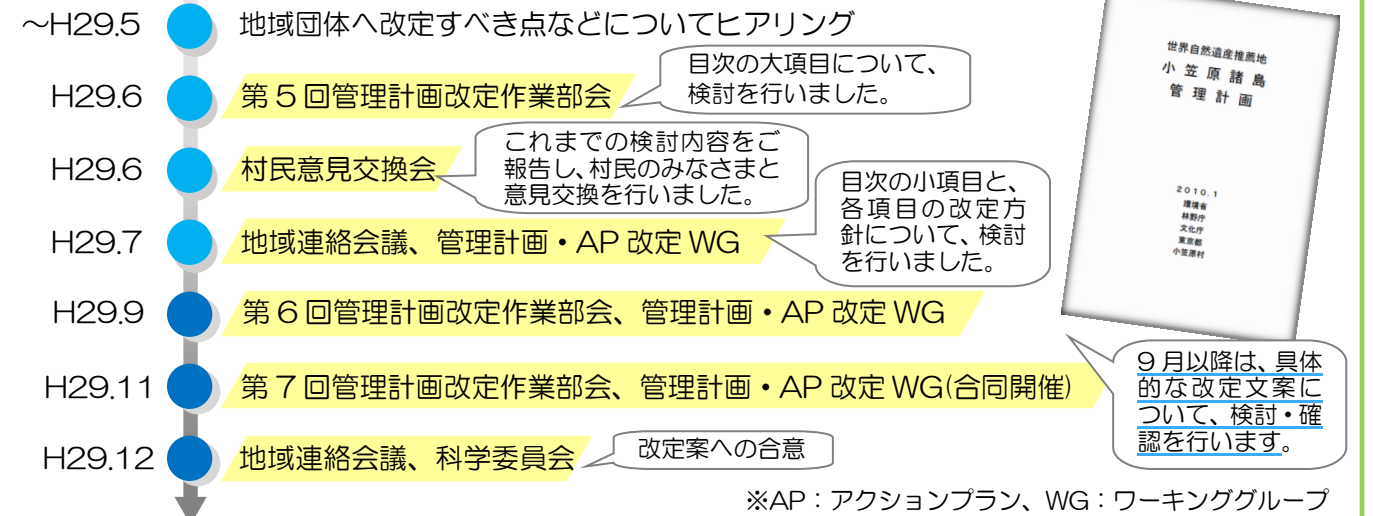 ～H29.5 地域団体へ改定すべき点などについてヒアリング
H29.6 第5回管理計画改定作業部会
目次の大項目について、
検討を行いました。
H29.6 村民意見交換会
これまでの検討内容をご
報告し、村民のみなさまと
意見交換を行いました。
H29.7 地域連絡会議、管理計画・AP改定WG
目次の小項目と、
各項目の改定方
針について、検討
を行いました。
H29.9 第6回管理計画改定作業部会、管理計画・AP改定WG
H29.11 第7回管理計画改定作業部会、管理計画・AP改定WG(合同開催)
9月以降は、具体
的な改定文案に
ついて、検討・確
認を行います。
H29.12 地域連絡会議、科学委員会
改定案への合意
※AP：アクションプラン、WG：ワーキンググループ
世界自然遺産推薦地
小笠原諸島
管理計画
2010.1
環境省
林野庁
文化庁
東京都
小笠原村